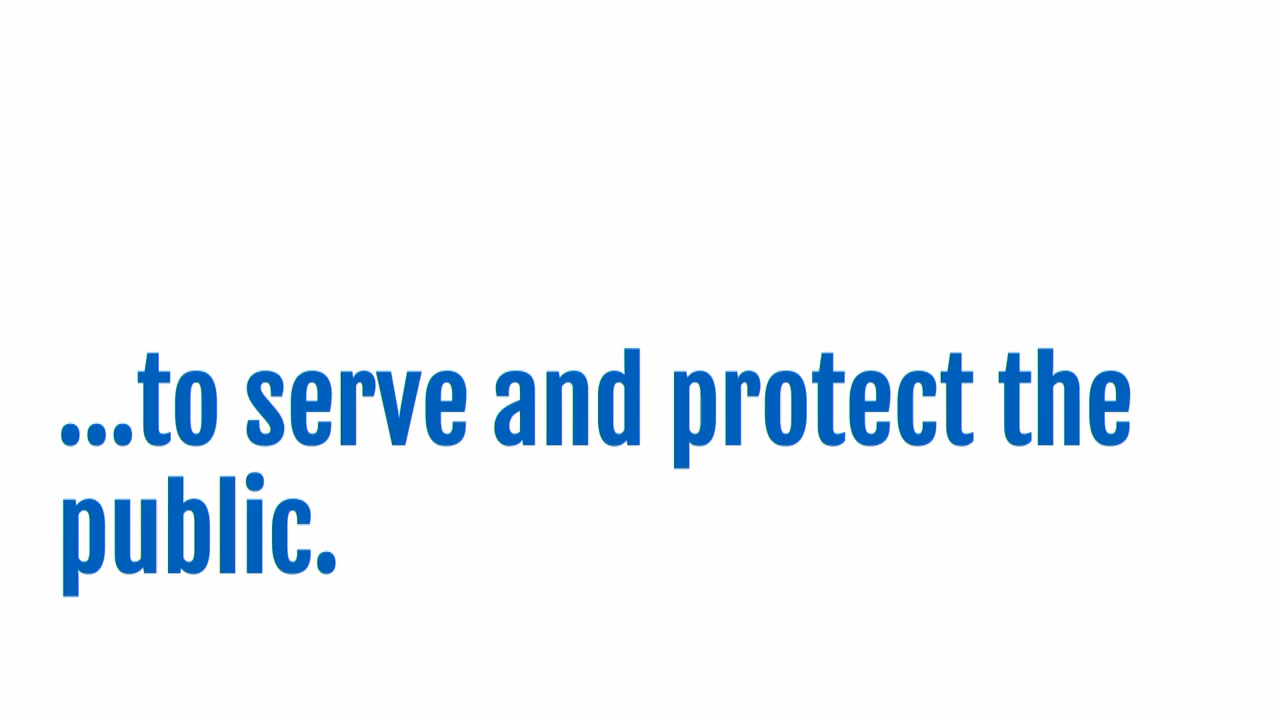 ...to serve and protect the
public.